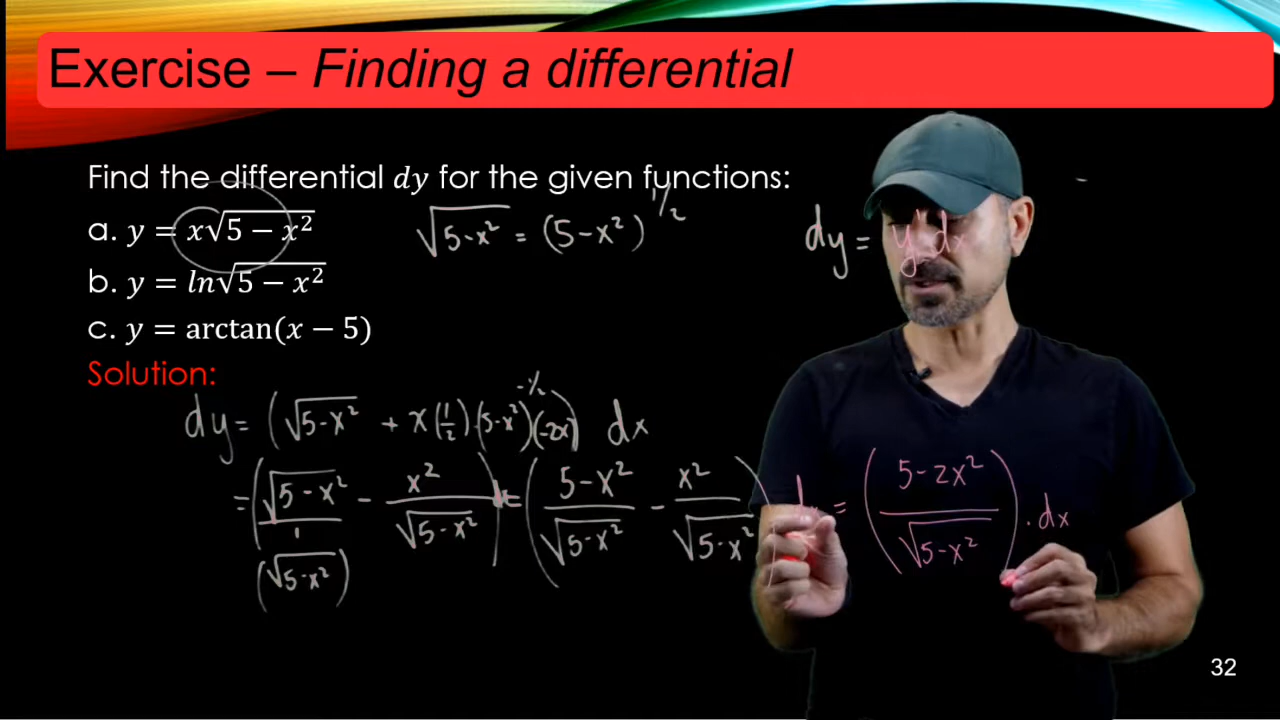 Exercise – Finding a differential
Find the differential dy for the given functions:
a. y = x√(5 − x²)
√(5-x²) = (5-x²)^(1/2)
dy = y' dx
b. y = ln√(5 − x²)
c. y = arctan(x − 5)
Solution:
dy = (√(5-x²) + x(1/2)·(5-x²)^(-1/2)(-2x)) dx
= (√(5-x²)/1 - x²/√(5-x²)) dx = ((5-x²)/√(5-x²) - x²/√(5-x²)) = ((5-2x²)/√(5-x²)) · dx
(√(5-x²))
32